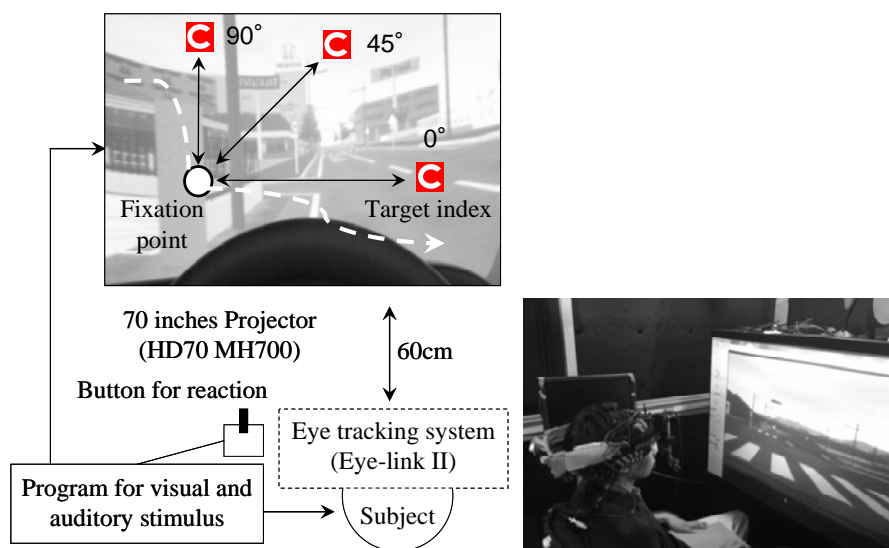 C 90°
C 45°
0°
C
Fixation
point
Target index
70 inches Projector
(HD70 MH700)
60cm
Button for reaction
Eye tracking system
(Eye-link II)
Program for visual and
auditory stimulus
Subject
HONDA